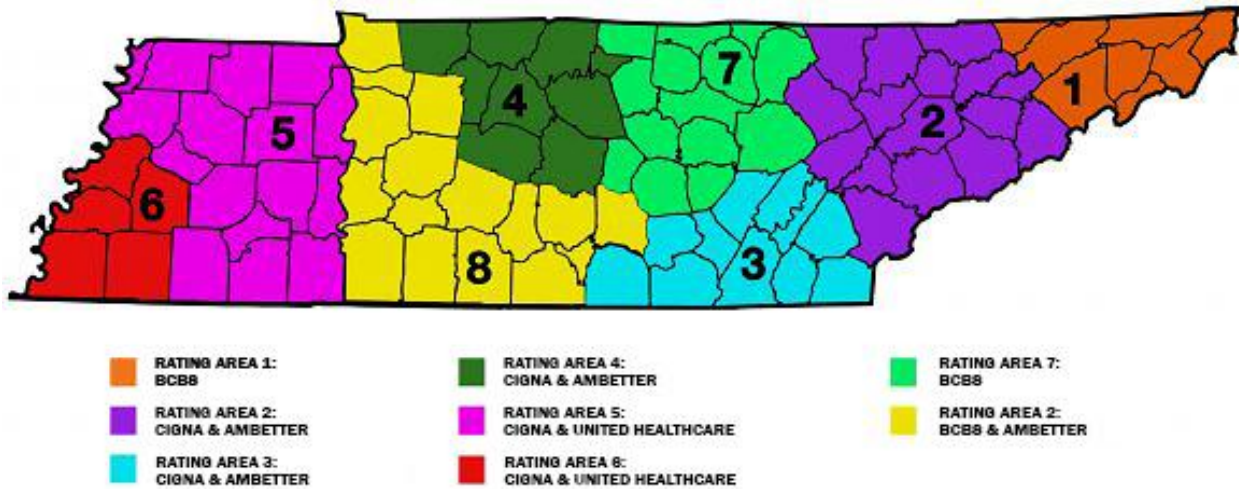 7
4
1
2
5
6
3
8
RATING AREA 1:
BCBS
RATING AREA 4:
CIGNA & AMBETTER
RATING AREA 7:
BCBS
RATING AREA 2:
CIGNA & AMBETTER
RATING AREA 5:
CIGNA & UNITED HEALTHCARE
RATING AREA 2:
BCBS & AMBETTER
RATING AREA 3:
CIGNA & AMBETTER
RATING AREA 6:
CIGNA & UNITED HEALTHCARE